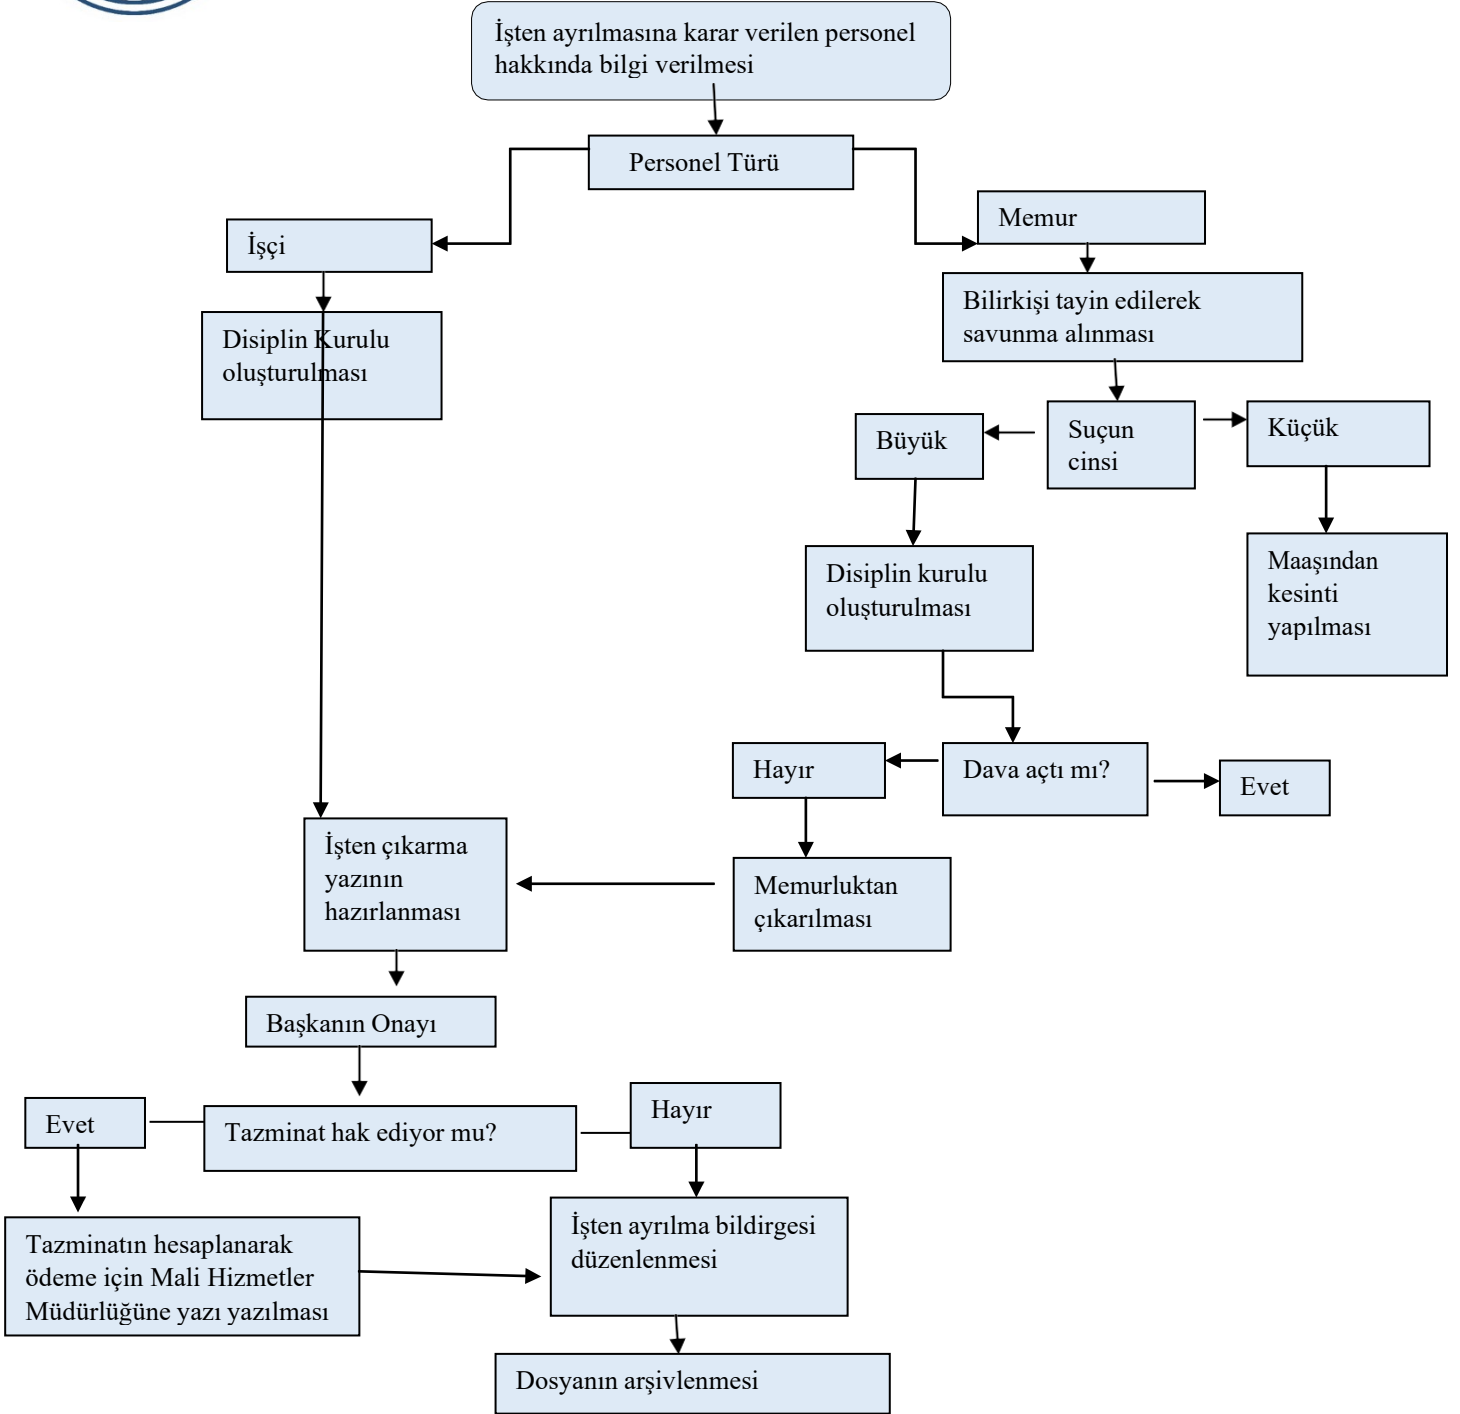 İşten ayrılmasına karar verilen personel
hakkında bilgi verilmesi
Personel Türü
Memur
İşçi
Bilirkişi tayin edilerek
savunma alınması
Disiplin Kurulu
oluşturulması
Büyük
Suçun
cinsi
Küçük
Disiplin kurulu
oluşturulması
Maaşından
kesinti
yapılması
Hayır
Dava açtı mı?
Evet
İşten çıkarma
yazının
hazırlanması
Memurluktan
çıkarılması
Başkanın Onayı
Evet
Tazminat hak ediyor mu?
Hayır
Tazminatın hesaplanarak
ödeme için Mali Hizmetler
Müdürlüğüne yazı yazılması
İşten ayrılma bildirgesi
düzenlenmesi
Dosyanın arşivlenmesi